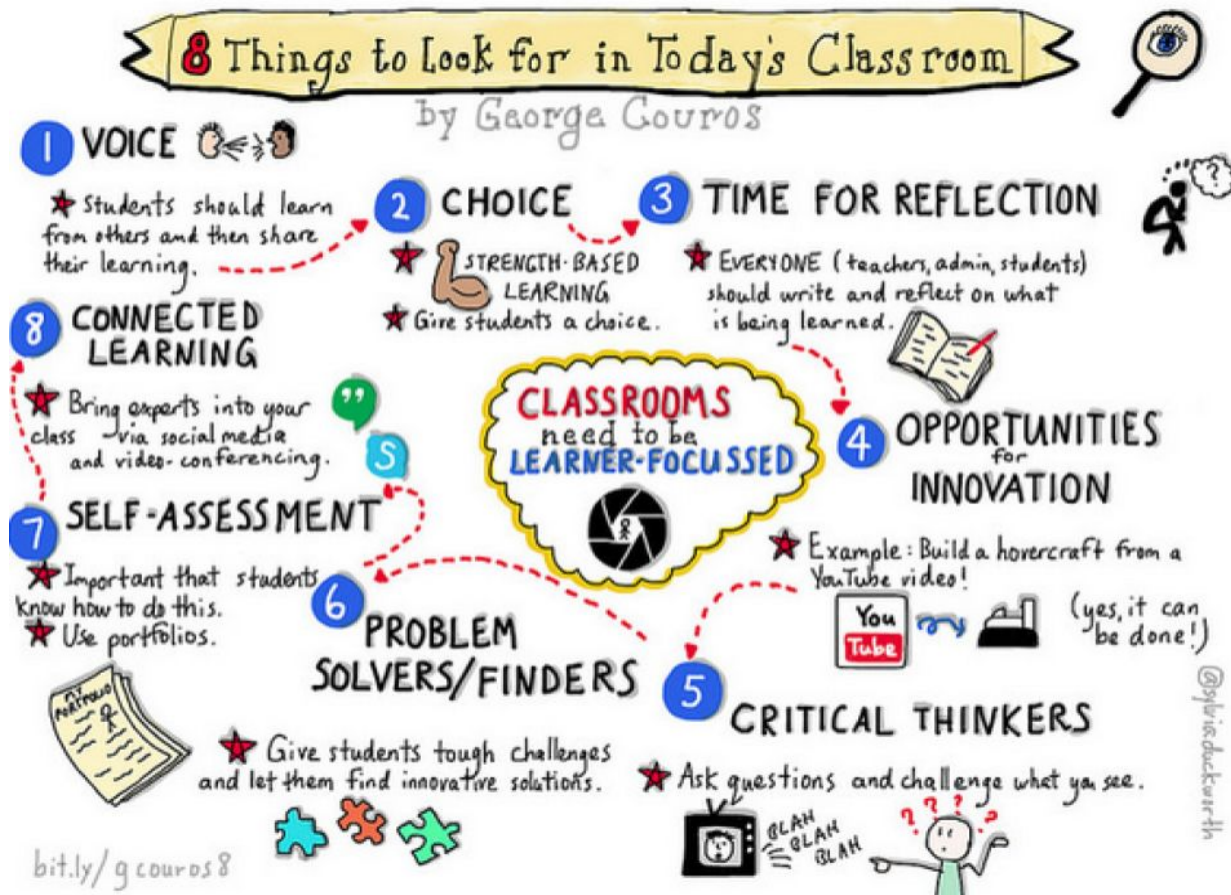 8 Things to Look for in Today's Classroom
by George Couros
1 VOICE
Students should learn
from others and then share
their learning.
2 CHOICE
STRENGTH-BASED
LEARNING
Give students a choice.
3 TIME FOR REFLECTION
?
EVERYONE (teachers, admin, students)
should write and reflect on what
is being learned.
CLASSROOMS
need to be
LEARNER-FOCUSSED
4 OPPORTUNITIES
for
INNOVATION
Example: Build a hovercraft from a
YouTube video!
You
Tube
(yes, it can
be done!)
5 CRITICAL THINKERS
Ask questions and challenge what you see.
BLAH
BLAH
BLAH
? ? ? ?
6 PROBLEM
SOLVERS/FINDERS
Give students tough challenges
and let them find innovative solutions.
7 SELF-ASSESSMENT
Important that students
know how to do this.
Use portfolios.
MY
PORTFOLIO
8 CONNECTED
LEARNING
Bring experts into your
class via social media
and video-conferencing.
"
S
@sylviaduckworth
bit.ly/gcouros8